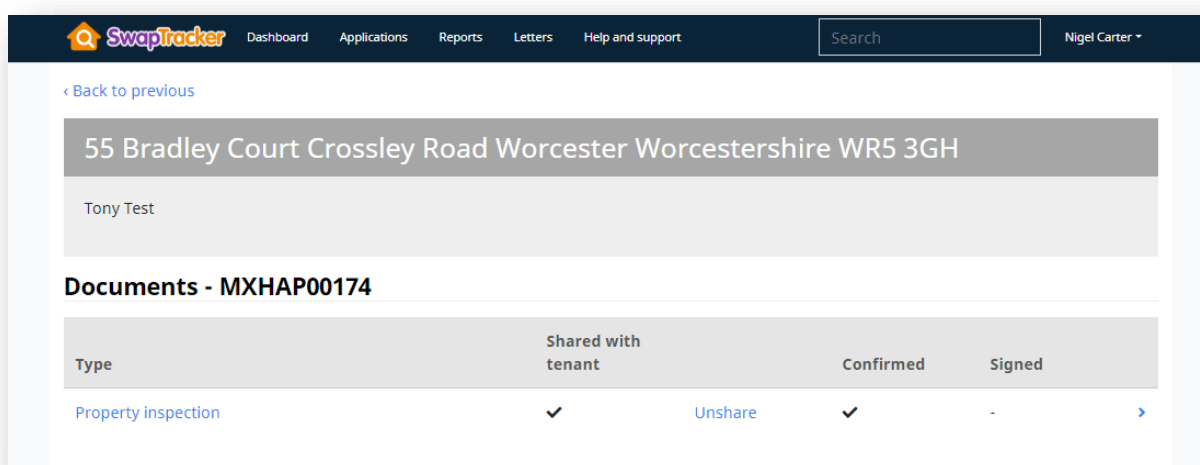 SwapTracker Dashboard Applications Reports Letters Help and support Search Nigel Carter
‹ Back to previous
55 Bradley Court Crossley Road Worcester Worcestershire WR5 3GH
Tony Test
Documents - MXHAP00174
Type Shared with tenant Confirmed Signed
Property inspection ✓ Unshare ✓ - ›